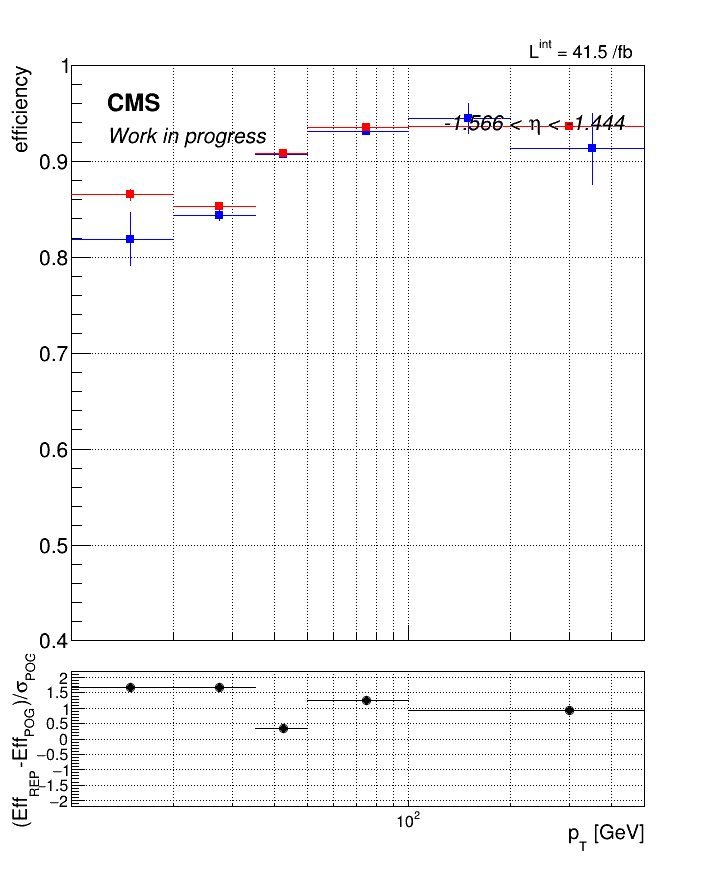 L^int = 41.5 /fb
efficiency
1
CMS
-1.566 < η < -1.444
Work in progress
0.9
0.8
0.7
0.6
0.5
0.4
(Eff_REP -Eff_POG)/σ_POG
2
1.5
1
0.5
0
−0.5
−1
−1.5
−2
10^2
p_T [GeV]